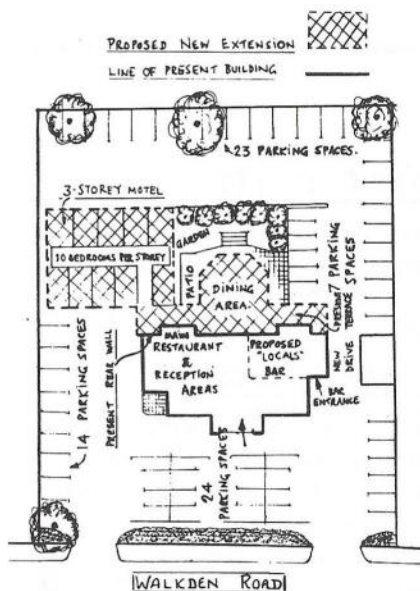 PROPOSED NEW EXTENSION
LINE OF PRESENT BUILDING
23 PARKING SPACES.
3-STOREY MOTEL
10 BEDROOMS PER STOREY
GARDEN
PATIO
DINING
AREA.
7 PARKING
SPACES
PRESENT
TERRACE
NEW
DRIVE
MAIN
RESTAURANT
&
RECEPTION
AREAS
PROPOSED
"LOCALS"
BAR
BAR
ENTRANCE
PRESENT REAR WALL
14 PARKING SPACES
24
PARKING SPACES
WALKDEN ROAD